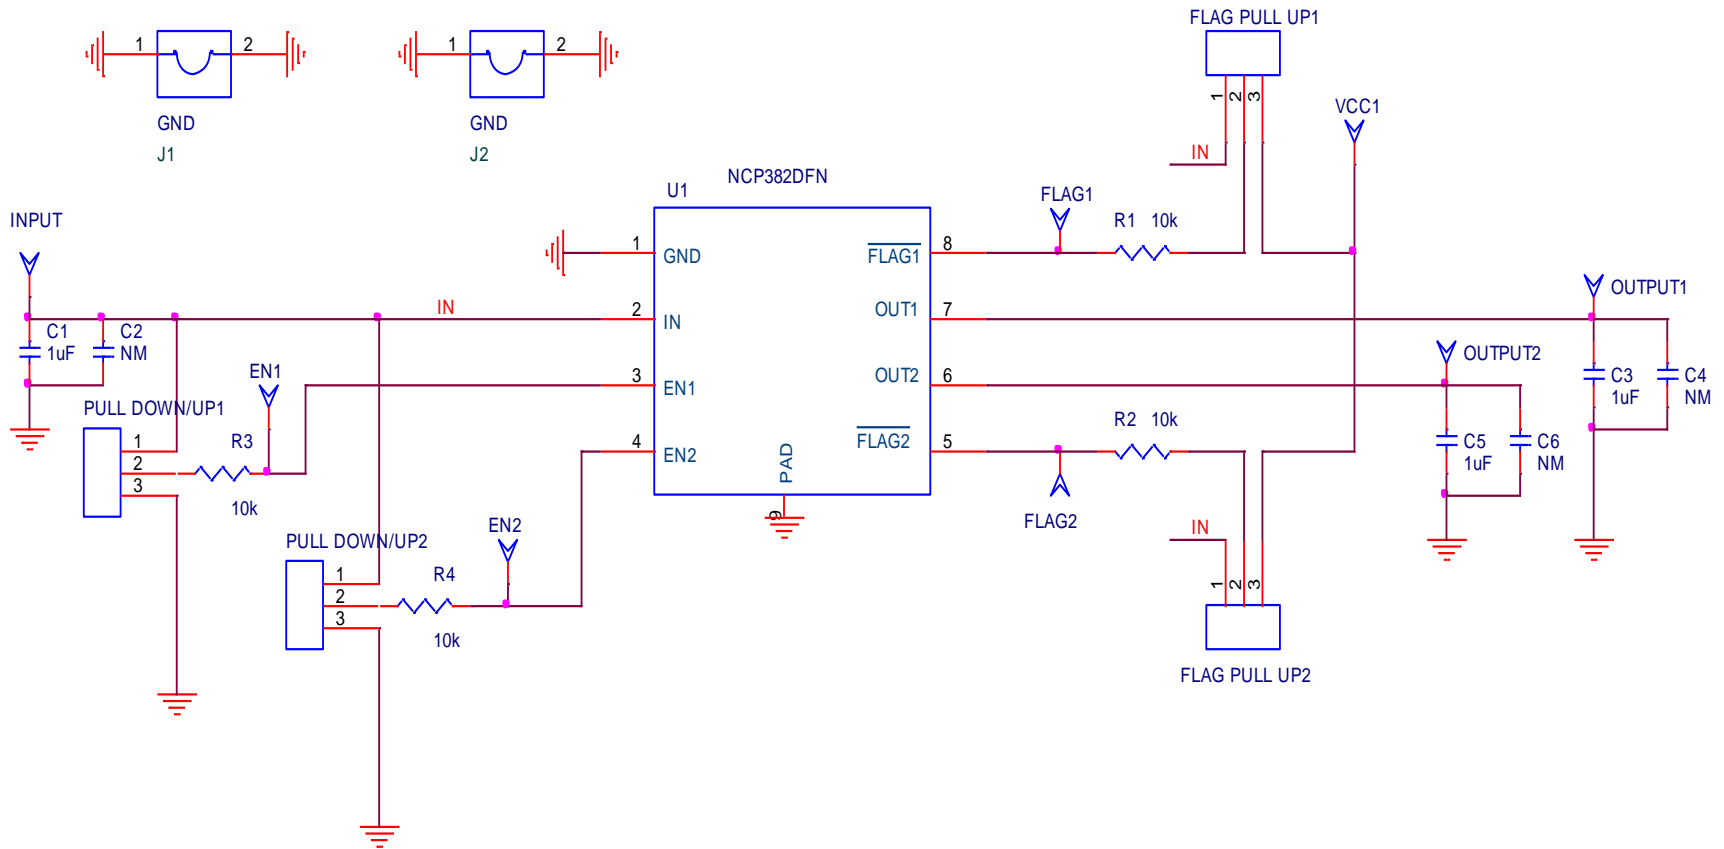 FLAG PULL UP1
1 2
1 2
GND
J1
GND
J2
1 2 3
VCC1
IN
NCP382DFN
U1
INPUT
FLAG1
R1 10k
1
GND
8
FLAG1
IN
2
IN
7
OUT1
OUTPUT1
C1
1uF
C2
NM
EN1
3
EN1
6
OUT2
OUTPUT2
C3
1uF
C4
NM
PULL DOWN/UP1
1
2
3
R3
10k
4
EN2
5
FLAG2
R2 10k
C5
1uF
C6
NM
PAD
9
FLAG2
EN2
IN
PULL DOWN/UP2
1
2
3
R4
10k
1 2 3
FLAG PULL UP2